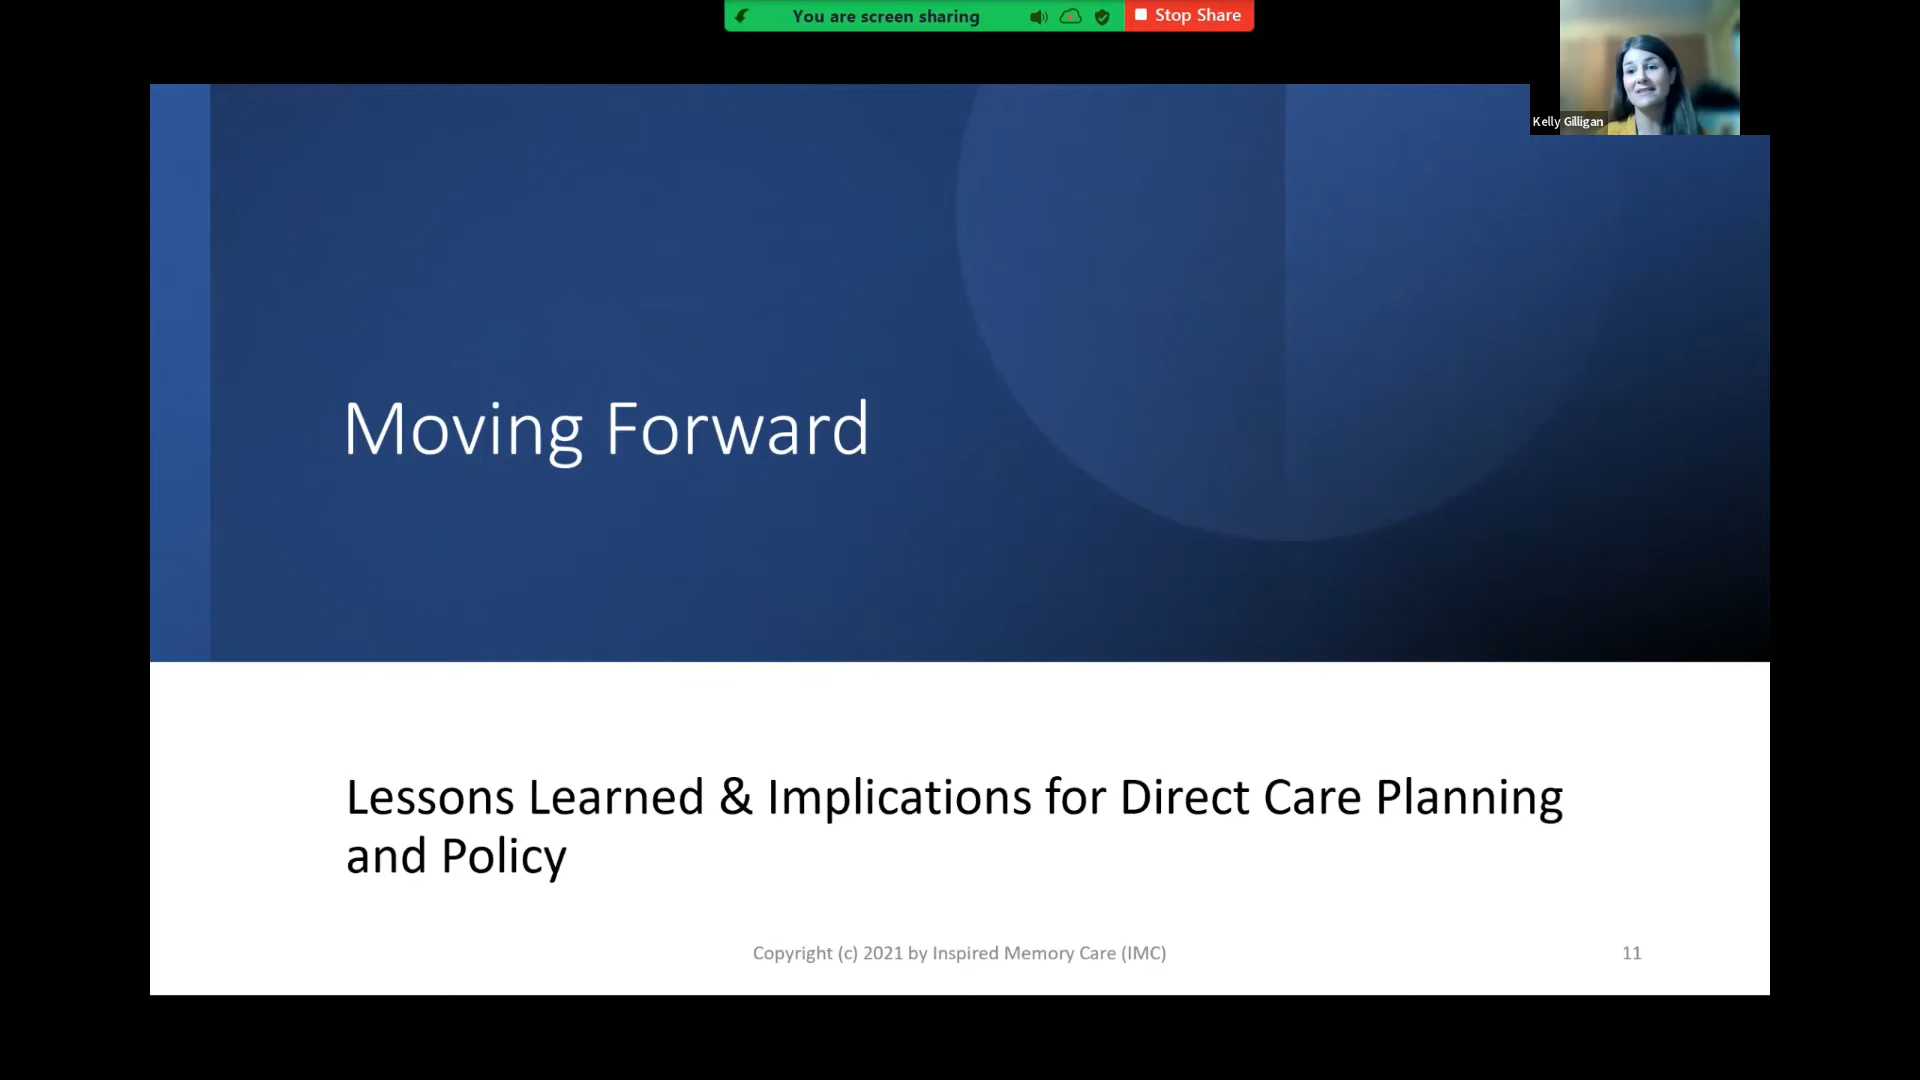 You are screen sharing
Stop Share
Kelly Gilligan
Moving Forward
Lessons Learned & Implications for Direct Care Planning
and Policy
Copyright (c) 2021 by Inspired Memory Care (IMC)
11